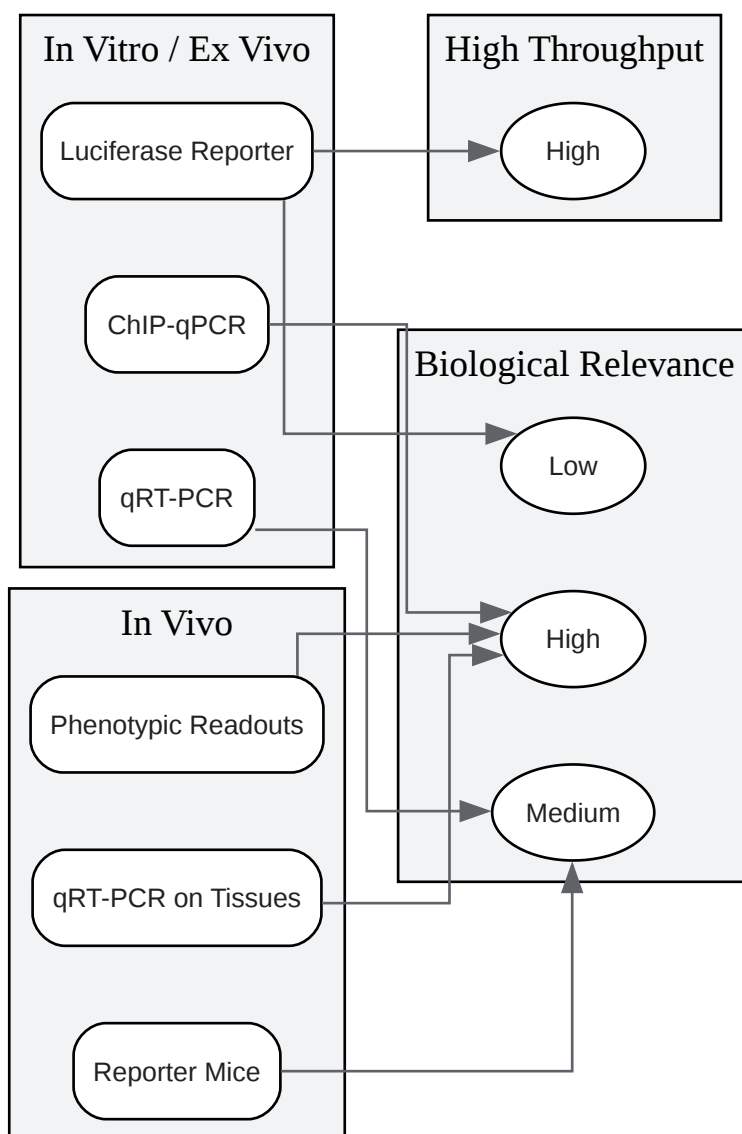 In Vitro / Ex Vivo
Luciferase Reporter
ChIP-qPCR
qRT-PCR
High Throughput
High
Biological Relevance
Low
High
Medium
In Vivo
Phenotypic Readouts
qRT-PCR on Tissues
Reporter Mice